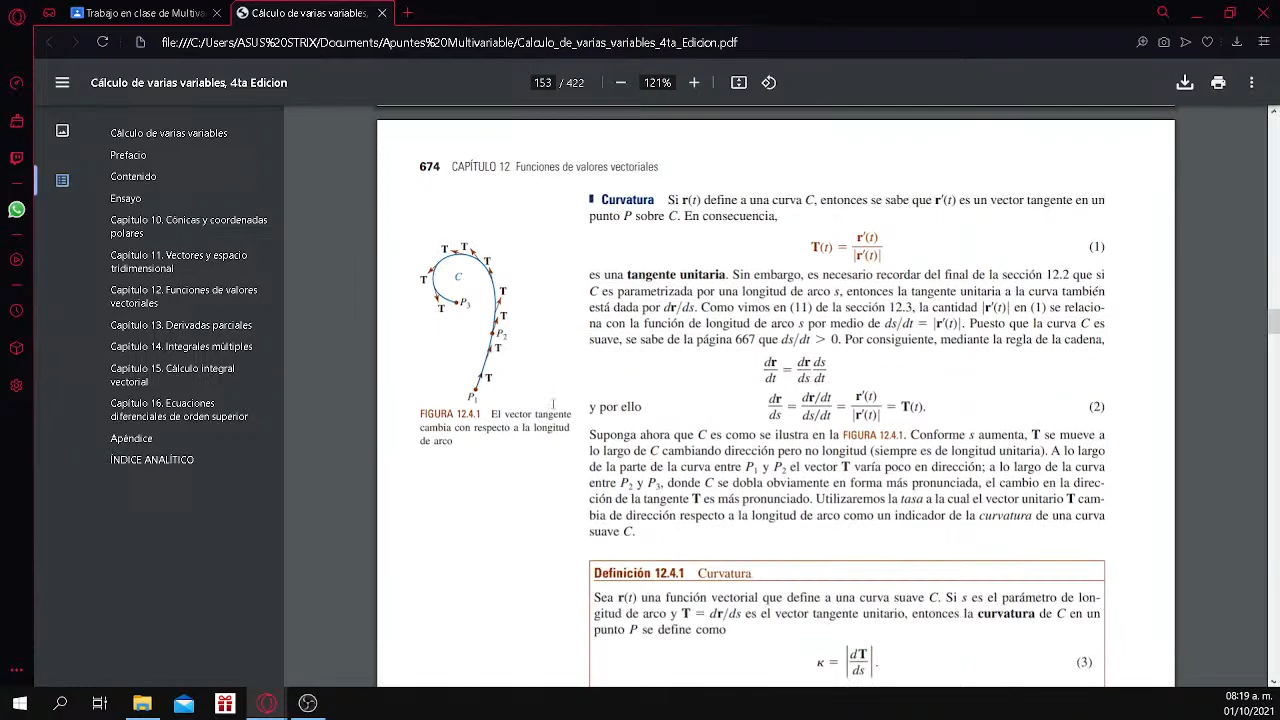 Trabajo en clase de Multivaria
Cálculo de varias variables,
file:///C:/Users/ASUS%20STRIX/Documents/Apuntes%20Multivariable/Calculo_de_varias_variables_4ta_Edicion.pdf
Cálculo de varias variables, 4ta Edicion
153 / 422
121%
Cálculo de varias variables
Prefacio
Contenido
Ensayo
Capítulo 10. Cónicas y coordenadas
polares
Capítulo 11. Vectores y espacio
tridimensional
Capítulo 12. Funciones de valores
vectoriales
Capítulo 13. Derivadas parciales
Capítulo 14. Integrales múltiples
Capítulo 15. Cálculo integral
vectorial
Capítulo 16. Ecuaciones
diferenciales de orden superior
Apéndice
ÍNDICE ANALÍTICO
674 CAPÍTULO 12 Funciones de valores vectoriales
Curvatura Si r(t) define a una curva C, entonces se sabe que r′(t) es un vector tangente en un
punto P sobre C. En consecuencia,
T(t) = r′(t) / |r′(t)| (1)
es una tangente unitaria. Sin embargo, es necesario recordar del final de la sección 12.2 que si
C es parametrizada por una longitud de arco s, entonces la tangente unitaria a la curva también
está dada por dr/ds. Como vimos en (11) de la sección 12.3, la cantidad |r′(t)| en (1) se relacio-
na con la función de longitud de arco s por medio de ds/dt = |r′(t)|. Puesto que la curva C es
suave, se sabe de la página 667 que ds/dt > 0. Por consiguiente, mediante la regla de la cadena,
dr/dt = dr/ds ds/dt
y por ello dr/ds = (dr/dt)/(ds/dt) = r′(t)/|r′(t)| = T(t). (2)
Suponga ahora que C es como se ilustra en la FIGURA 12.4.1. Conforme s aumenta, T se mueve a
lo largo de C cambiando dirección pero no longitud (siempre es de longitud unitaria). A lo largo
de la parte de la curva entre P1 y P2 el vector T varía poco en dirección; a lo largo de la curva
entre P2 y P3, donde C se dobla obviamente en forma más pronunciada, el cambio en la direc-
ción de la tangente T es más pronunciado. Utilizaremos la tasa a la cual el vector unitario T cam-
bia de dirección respecto a la longitud de arco como un indicador de la curvatura de una curva
suave C.
T T
T
T
C
T
T
P3
T
P2
T
T
P1
FIGURA 12.4.1 El vector tangente
cambia con respecto a la longitud
de arco
Definición 12.4.1 Curvatura
Sea r(t) una función vectorial que define a una curva suave C. Si s es el parámetro de lon-
gitud de arco y T = dr/ds es el vector tangente unitario, entonces la curvatura de C en un
punto P se define como
κ = |dT/ds|. (3)
08:19 a. m.
01/10/2021